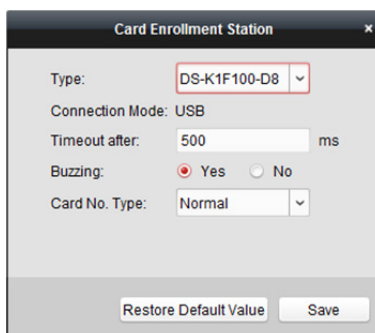 Card Enrollment Station ×
Type: DS-K1F100-D8
Connection Mode: USB
Timeout after: 500 ms
Buzzing: Yes No
Card No. Type: Normal
Restore Default Value Save